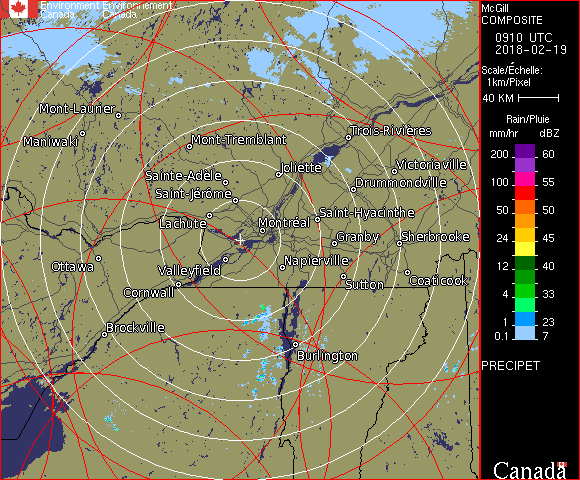 Environment Environnement
Canada Canada
Mont-Laurier
Maniwaki
Mont-Tremblant
Trois-Rivières
Sainte-Adèle
Joliette
Victoriaville
Saint-Jérôme
Drummondville
Lachute
Montréal
Saint-Hyacinthe
Granby
Sherbrooke
Ottawa
Valleyfield
Napierville
Cornwall
Sutton
Coaticook
Brockville
Burlington
McGill
COMPOSITE
0910 UTC
2018-02-19
Scale/Échelle:
1km/Pixel
40 KM
Rain/Pluie
mm/hr dBZ
200 60
55
100 55
50 50
24 45
12 40
4 33
1 23
0.1 7
PRECIPET
Canada